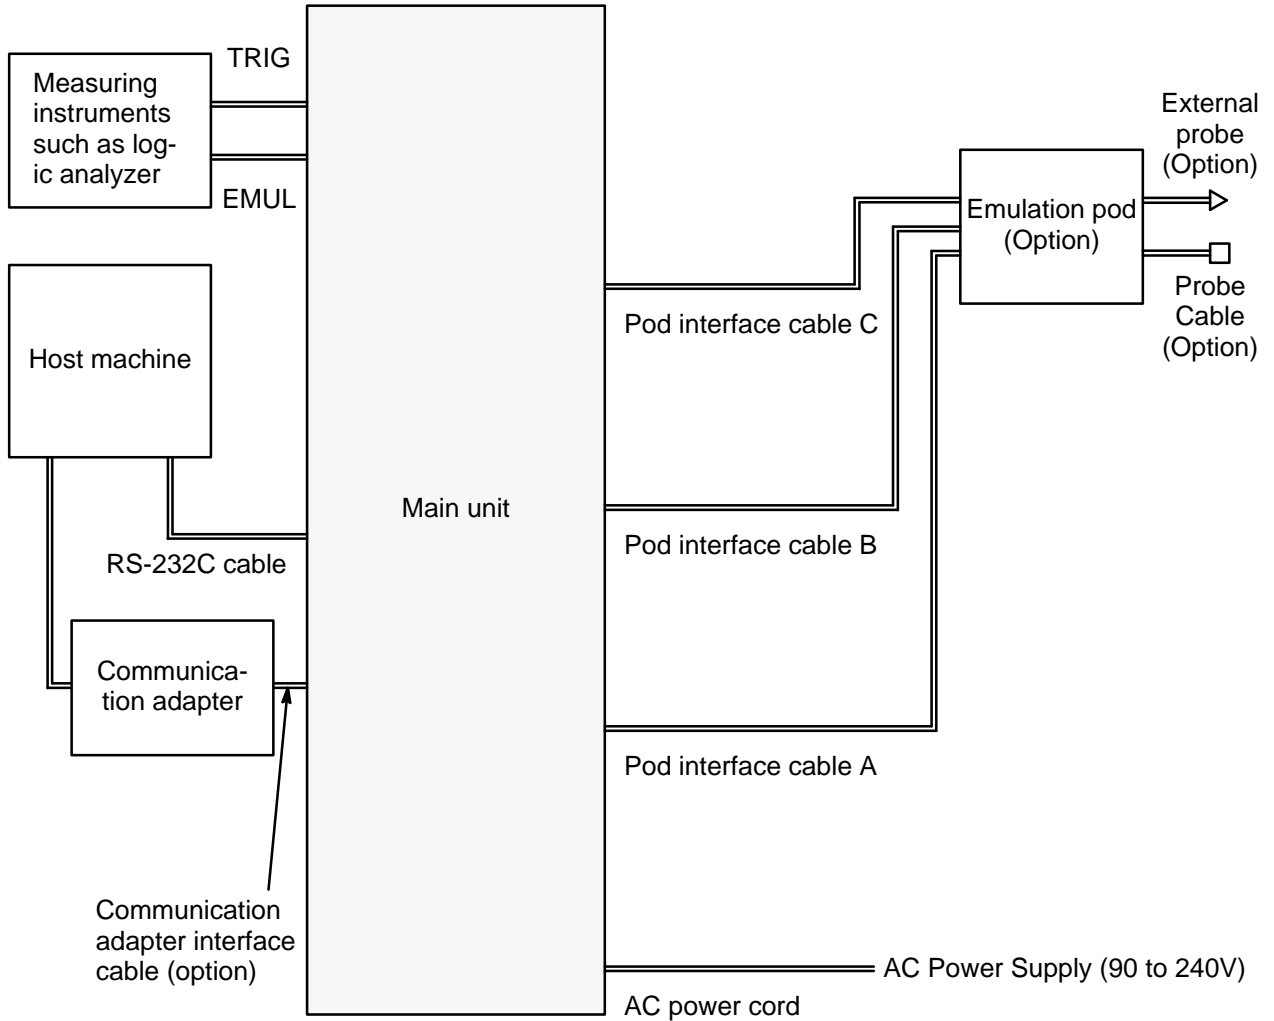 TRIG
Measuring
instruments
such as log-
ic analyzer
EMUL
Host machine
RS-232C cable
Communica-
tion adapter
Communication
adapter interface
cable (option)
Main unit
Pod interface cable C
Pod interface cable B
Pod interface cable A
AC power cord
AC Power Supply (90 to 240V)
Emulation pod
(Option)
External
probe
(Option)
Probe
Cable
(Option)